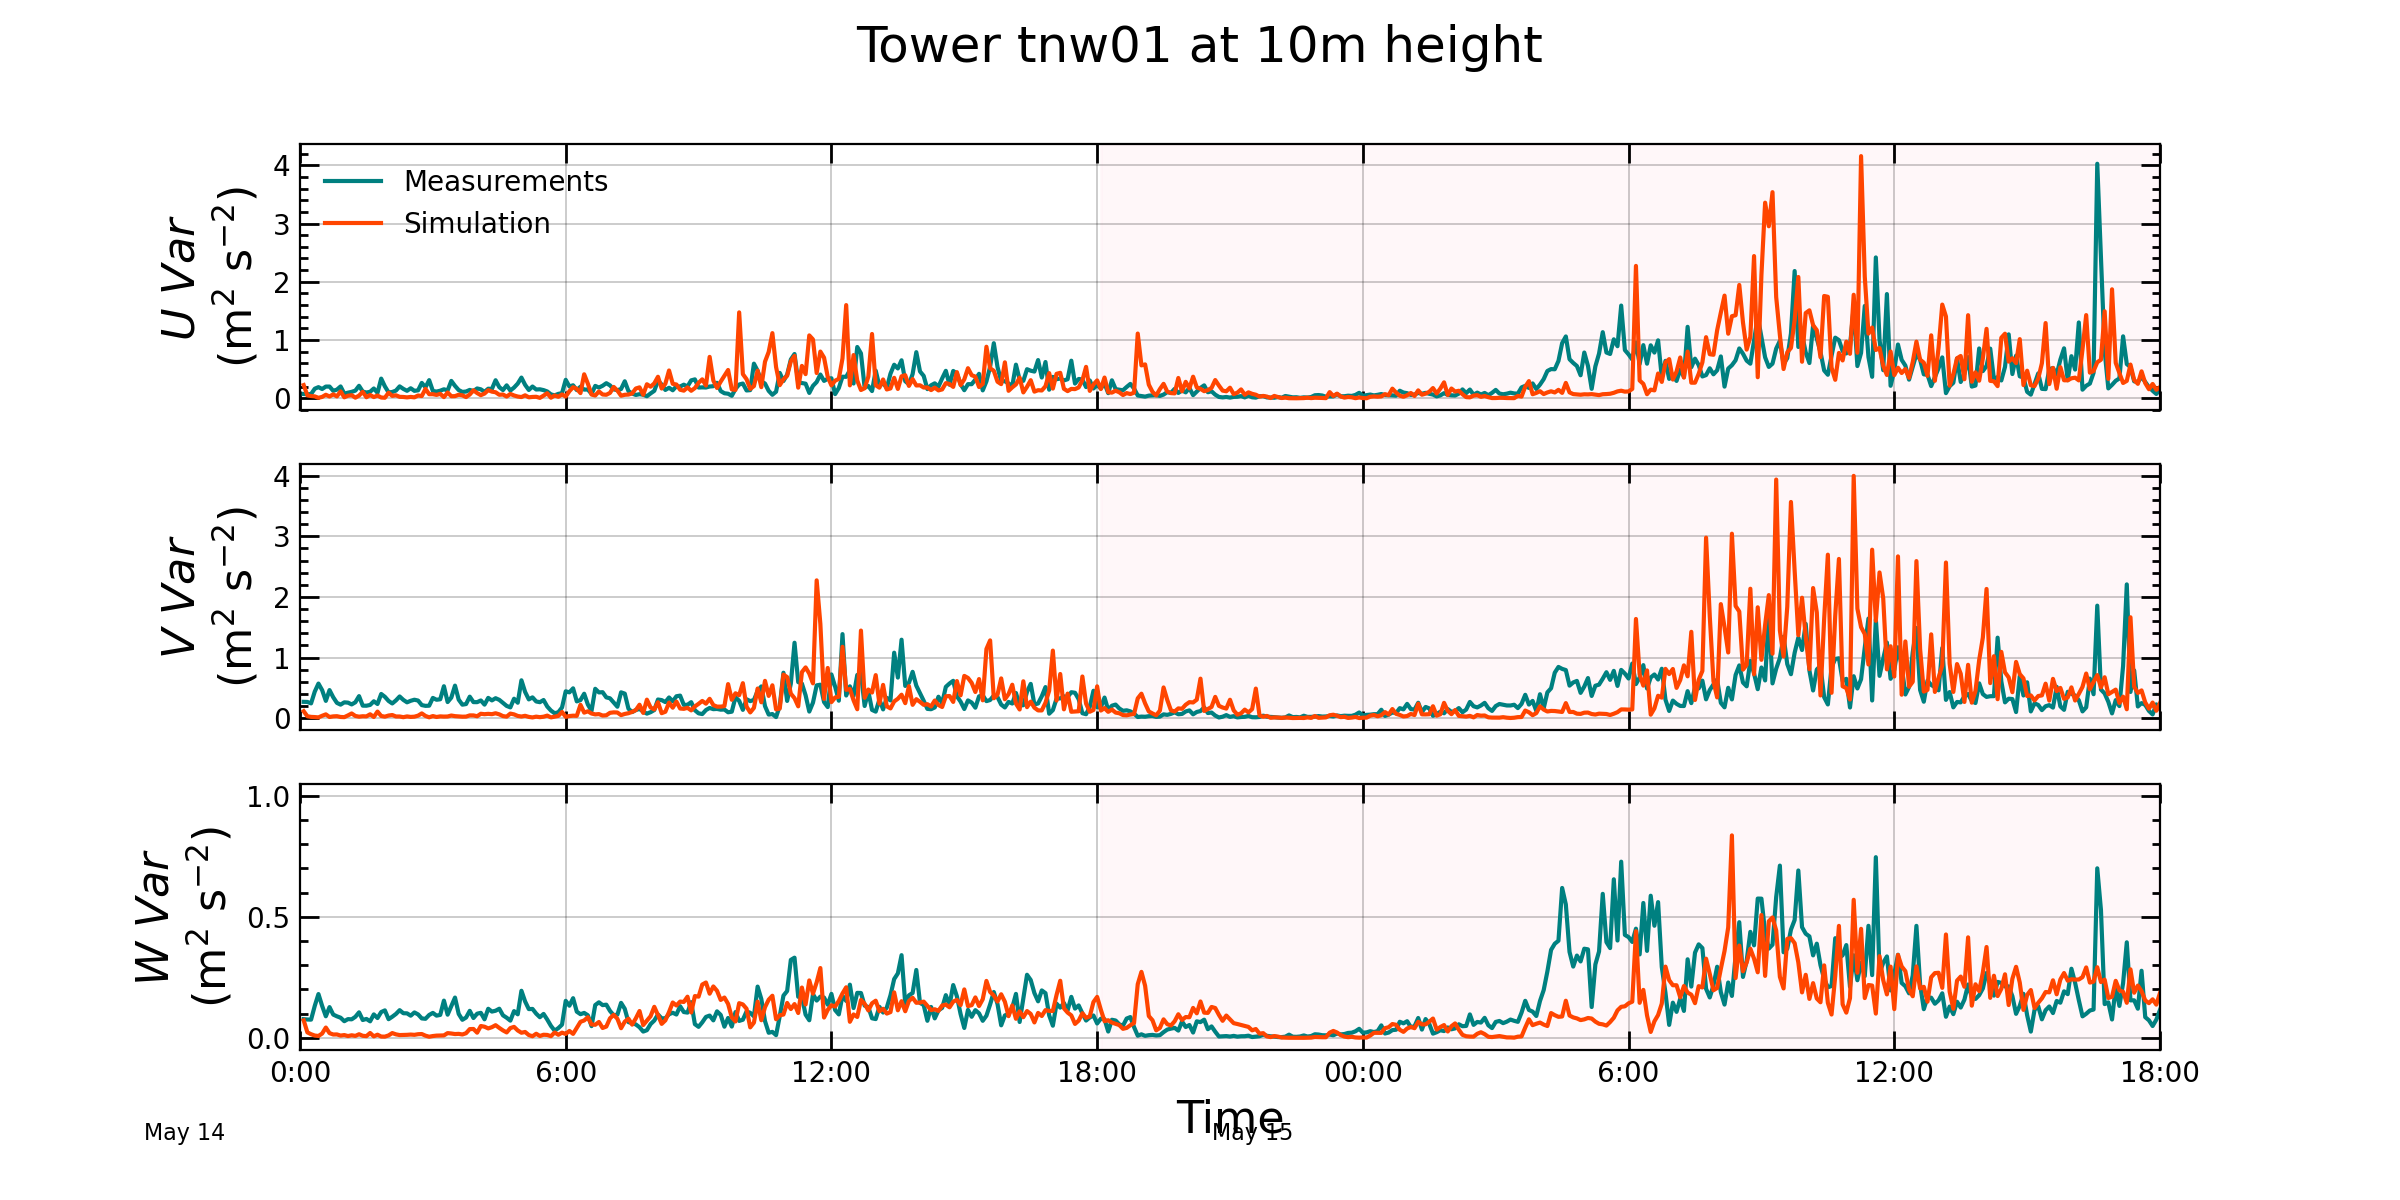 Tower tnw01 at 10m height
U Var
(m² s⁻²)
4
3
2
1
0
Measurements
Simulation
V Var
(m² s⁻²)
4
3
2
1
0
W Var
(m² s⁻²)
1.0
0.5
0.0
0:00 6:00 12:00 18:00 00:00 6:00 12:00 18:00
Time
May 14 May 15